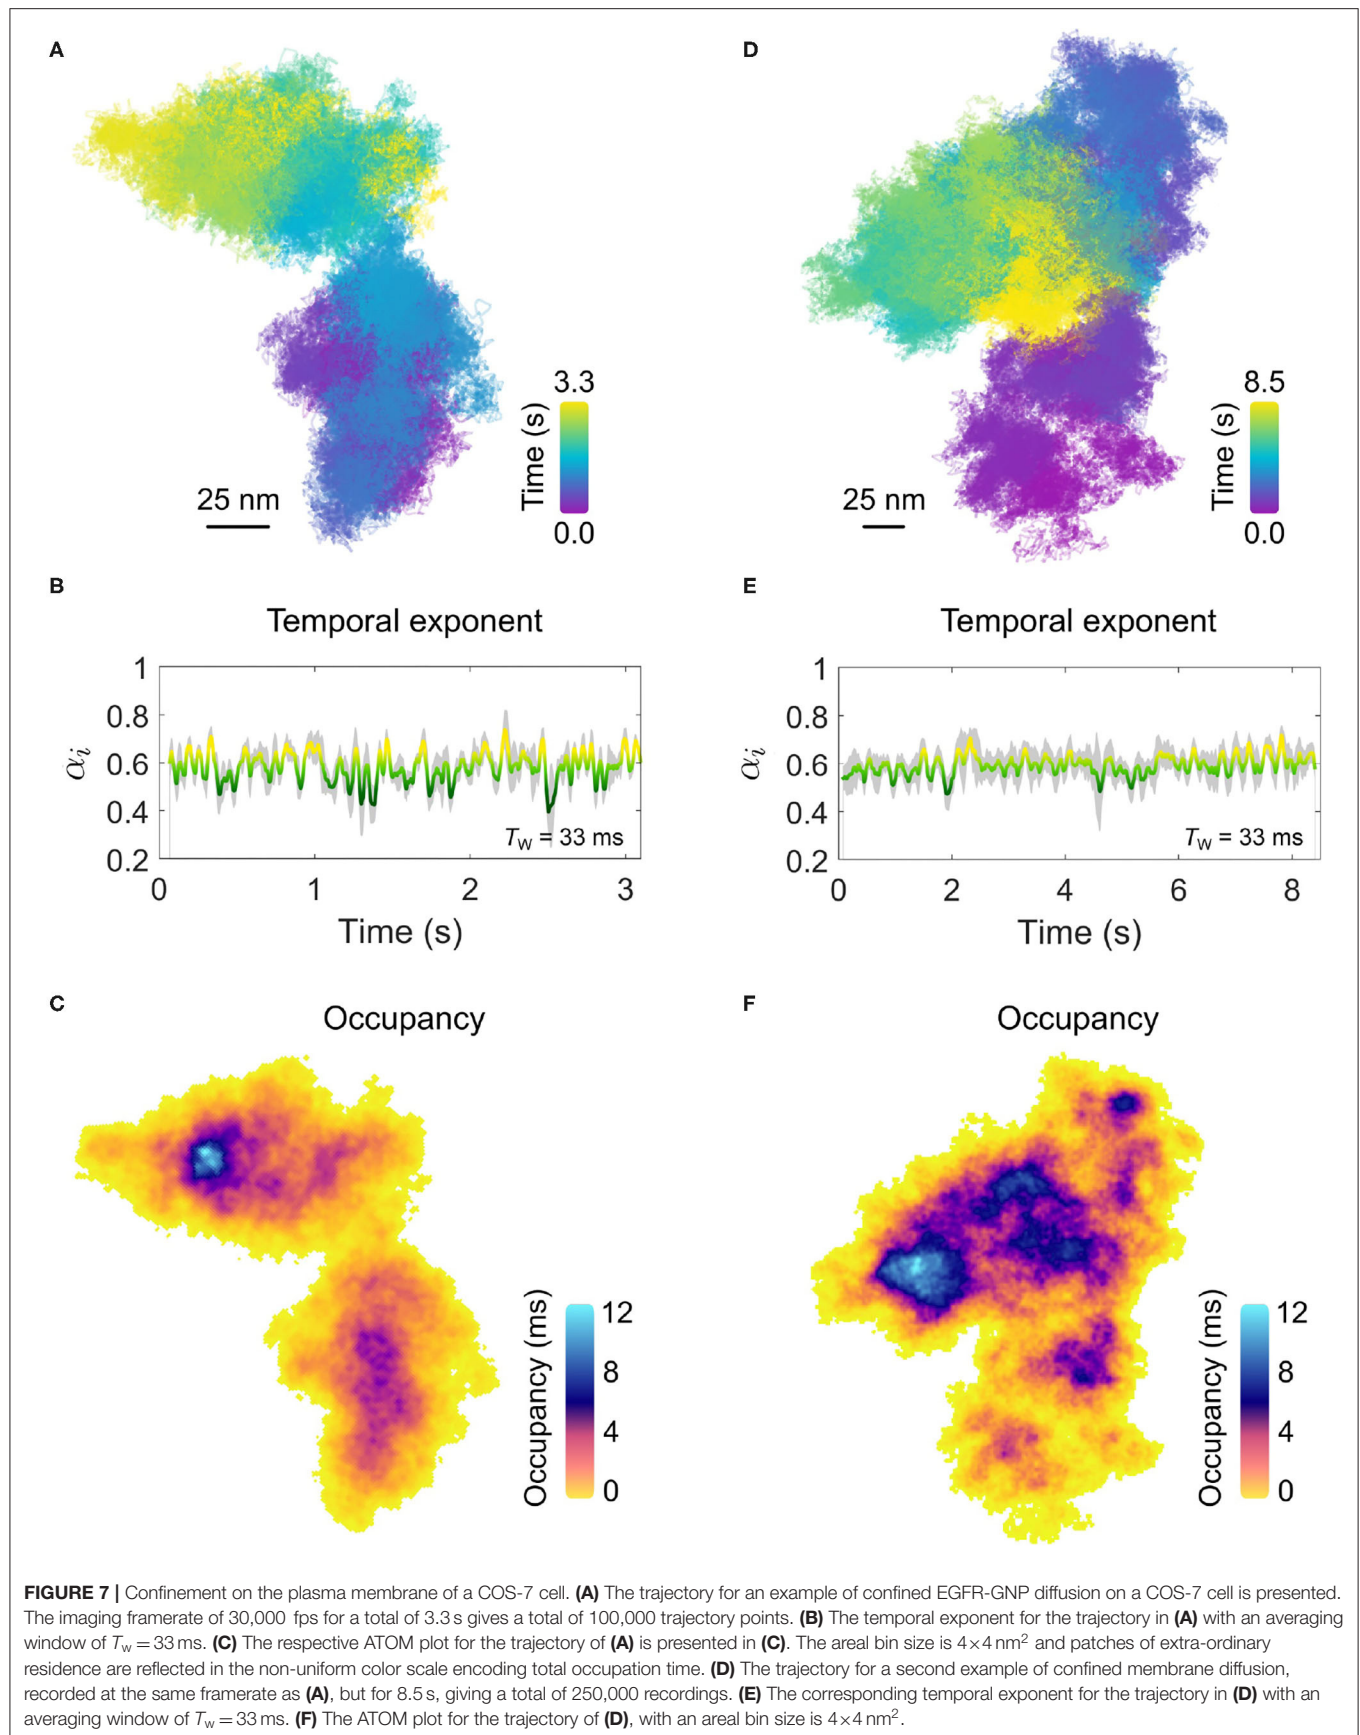 A
3.3
Time (s)
0.0
25 nm
B
Temporal exponent
1
0.8
0.6
0.4
0.2
αi
TW = 33 ms
0 1 2 3
Time (s)
C
Occupancy
Occupancy (ms)
12
8
4
0
D
8.5
Time (s)
0.0
25 nm
E
Temporal exponent
1
0.8
0.6
0.4
0.2
αi
TW = 33 ms
0 2 4 6 8
Time (s)
F
Occupancy
Occupancy (ms)
12
8
4
0
FIGURE 7 | Confinement on the plasma membrane of a COS-7 cell. (A) The trajectory for an example of confined EGFR-GNP diffusion on a COS-7 cell is presented.
The imaging framerate of 30,000 fps for a total of 3.3 s gives a total of 100,000 trajectory points. (B) The temporal exponent for the trajectory in (A) with an averaging
window of Tw = 33 ms. (C) The respective ATOM plot for the trajectory of (A) is presented in (C). The areal bin size is 4×4 nm² and patches of extra-ordinary
residence are reflected in the non-uniform color scale encoding total occupation time. (D) The trajectory for a second example of confined membrane diffusion,
recorded at the same framerate as (A), but for 8.5 s, giving a total of 250,000 recordings. (E) The corresponding temporal exponent for the trajectory in (D) with an
averaging window of Tw = 33 ms. (F) The ATOM plot for the trajectory of (D), with an areal bin size is 4×4 nm².